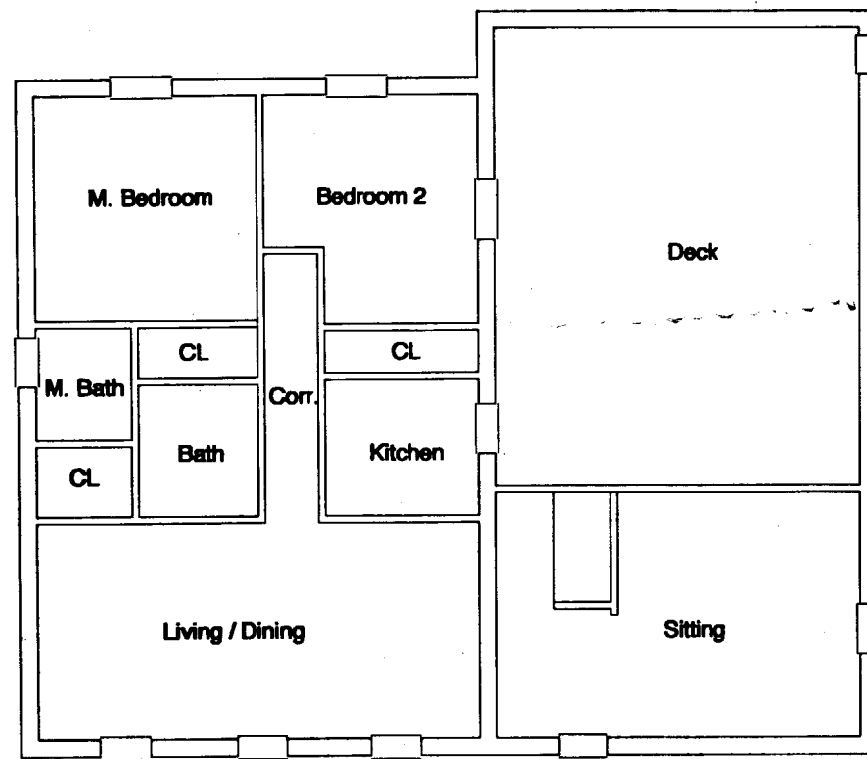 M. Bedroom
Bedroom 2
Deck
CL
CL
M. Bath
Corr.
Bath
Kitchen
CL
Living / Dining
Sitting